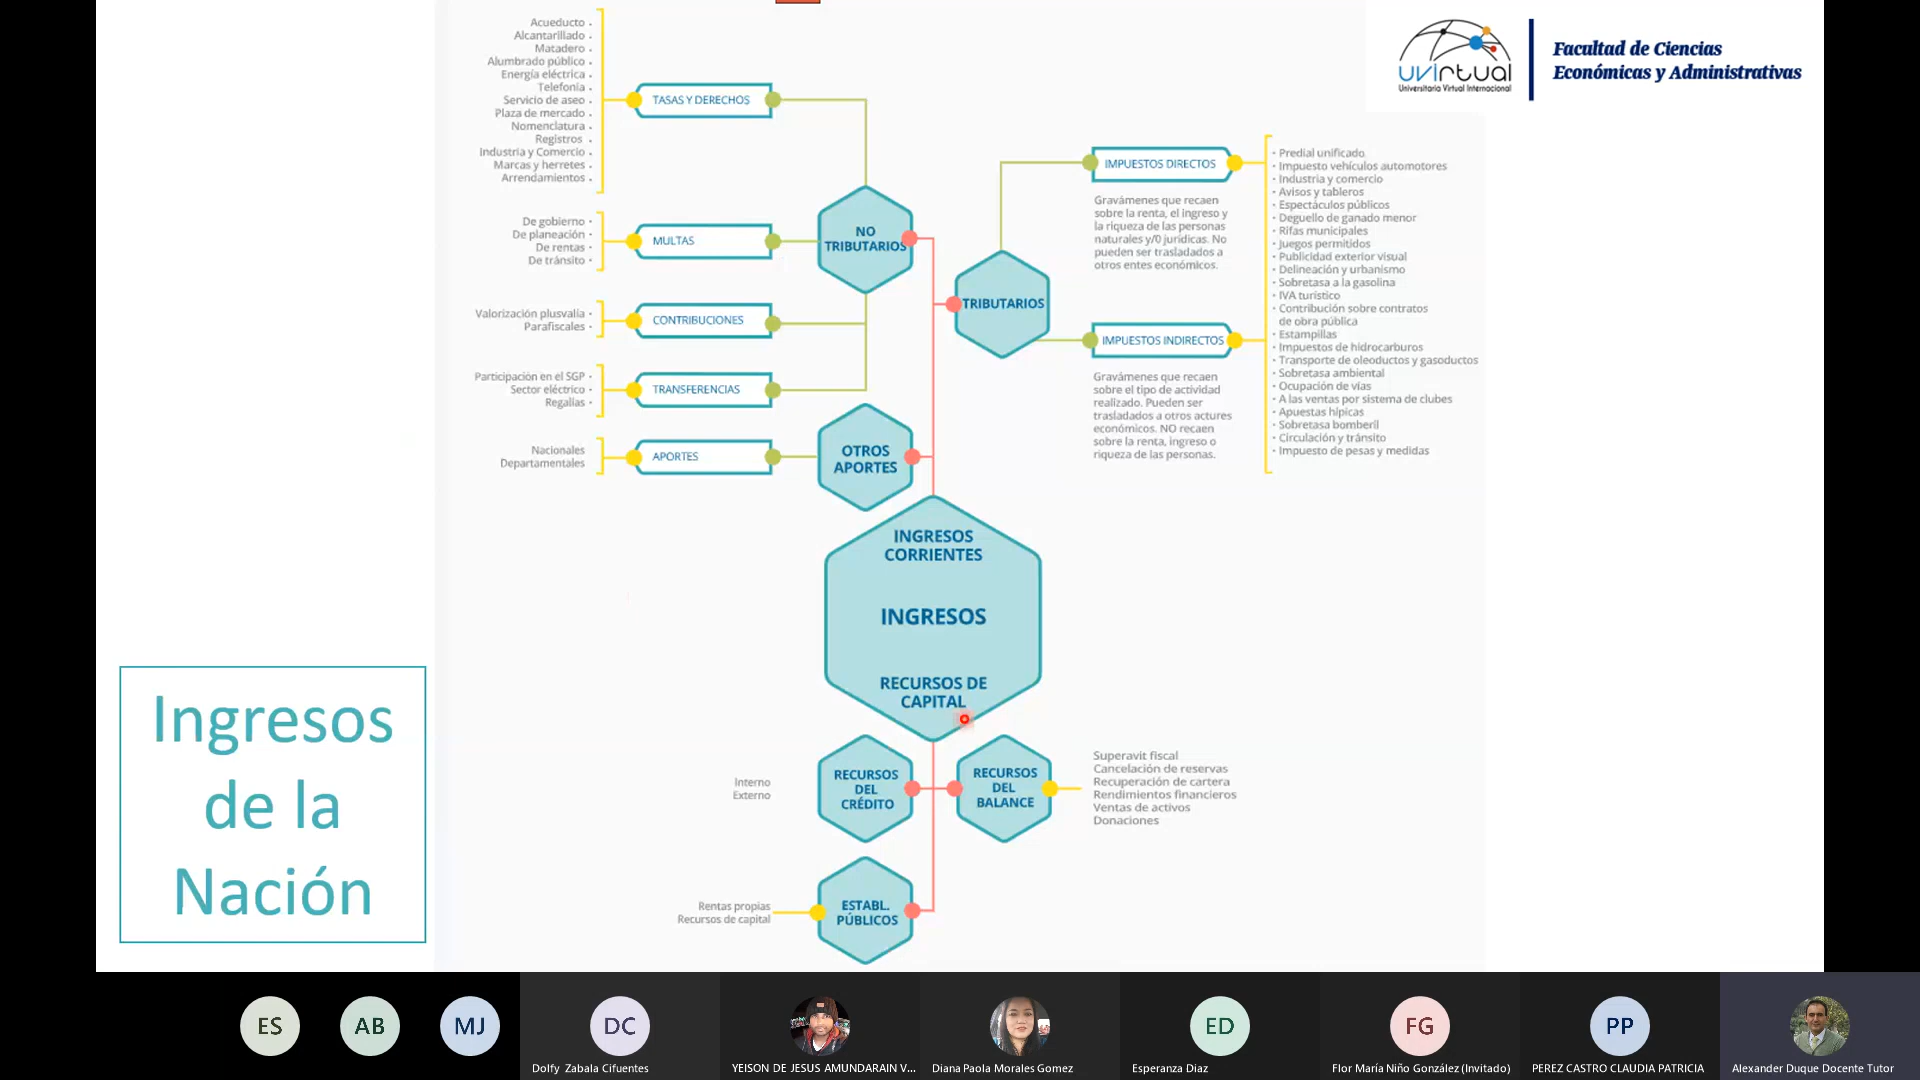 Acueducto
Alcantarillado
Matadero
Alumbrado público
Energía eléctrica
Telefonía
Servicio de aseo
Plaza de mercado
Nomenclatura
Registros
Industria y Comercio
Marcas y herretes
Arrendamientos
TASAS Y DERECHOS
De gobierno
De planeación
De rentas
De tránsito
MULTAS
Valorización plusvalía
Parafiscales
CONTRIBUCIONES
Participación en el SGP
Sector eléctrico
Regalías
TRANSFERENCIAS
Nacionales
Departamentales
APORTES
NO
TRIBUTARIOS
OTROS
APORTES
TRIBUTARIOS
IMPUESTOS DIRECTOS
Gravámenes que recaen
sobre la renta, el ingreso y
la riqueza de las personas
naturales y/0 jurídicas. No
pueden ser trasladados a
otros entes económicos.
IMPUESTOS INDIRECTOS
Gravámenes que recaen
sobre el tipo de actividad
realizado. Pueden ser
trasladados a otros actures
económicos. NO recaen
sobre la renta, ingreso o
riqueza de las personas.
Predial unificado
Impuesto vehículos automotores
Industria y comercio
Avisos y tableros
Espectáculos públicos
Deguello de ganado menor
Rifas municipales
Juegos permitidos
Publicidad exterior visual
Delineación y urbanismo
Sobretasa a la gasolina
IVA turístico
Contribución sobre contratos
de obra pública
Estampillas
Impuestos de hidrocarburos
Transporte de oleoductos y gasoductos
Sobretasa ambiental
Ocupación de vías
A las ventas por sistema de clubes
Apuestas hípicas
Sobretasa bomberil
Circulación y tránsito
Impuesto de pesas y medidas
uvirtual
Universitaria Virtual Internacional
Facultad de Ciencias
Económicas y Administrativas
INGRESOS
CORRIENTES
INGRESOS
RECURSOS DE
CAPITAL
Interno
Externo
RECURSOS
DEL
CRÉDITO
RECURSOS
DEL
BALANCE
Superavit fiscal
Cancelación de reservas
Recuperación de cartera
Rendimientos financieros
Ventas de activos
Donaciones
Rentas propias
Recursos de capital
ESTABL.
PÚBLICOS
Ingresos
de la
Nación
ES
AB
MJ
DC
ED
FG
PP
Dolfy Zabala Cifuentes
YEISON DE JESUS AMUNDARAIN V...
Diana Paola Morales Gomez
Esperanza Diaz
Flor María Niño González (Invitado)
PEREZ CASTRO CLAUDIA PATRICIA
Alexander Duque Docente Tutor